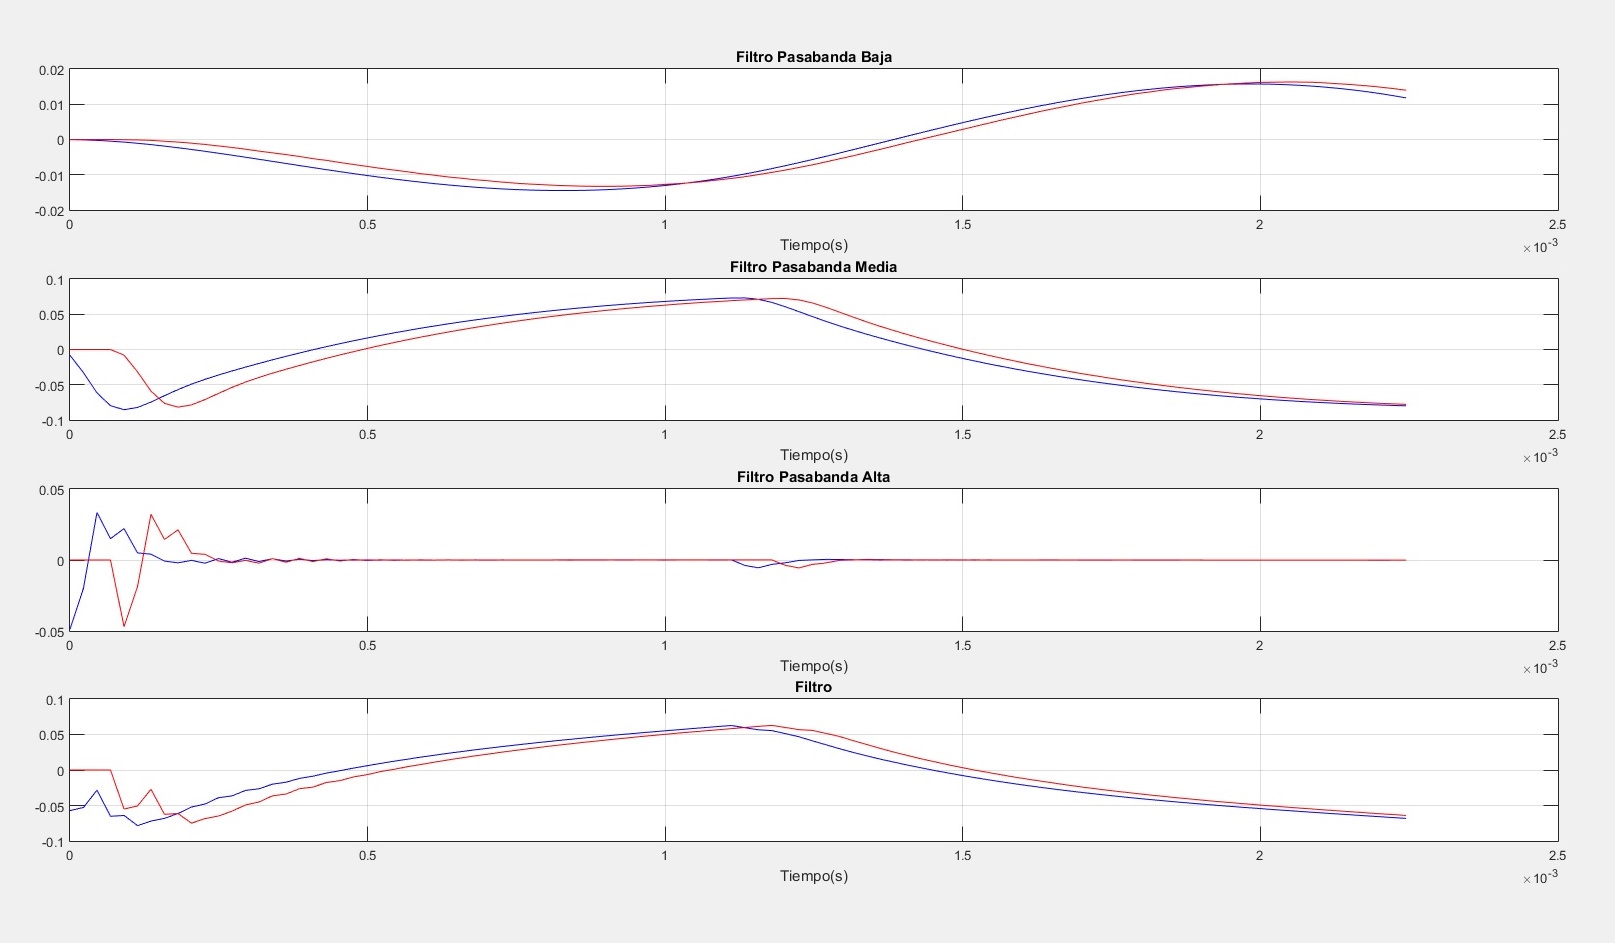 Filtro Pasabanda Baja
0.02
0.01
0
-0.01
-0.02
0 0.5 1 1.5 2 2.5
Tiempo(s)
×10-3
Filtro Pasabanda Media
0.1
0.05
0
-0.05
-0.1
0 0.5 1 1.5 2 2.5
Tiempo(s)
×10-3
Filtro Pasabanda Alta
0.05
0
-0.05
0 0.5 1 1.5 2 2.5
Tiempo(s)
×10-3
Filtro
0.1
0.05
0
-0.05
-0.1
0 0.5 1 1.5 2 2.5
Tiempo(s)
×10-3